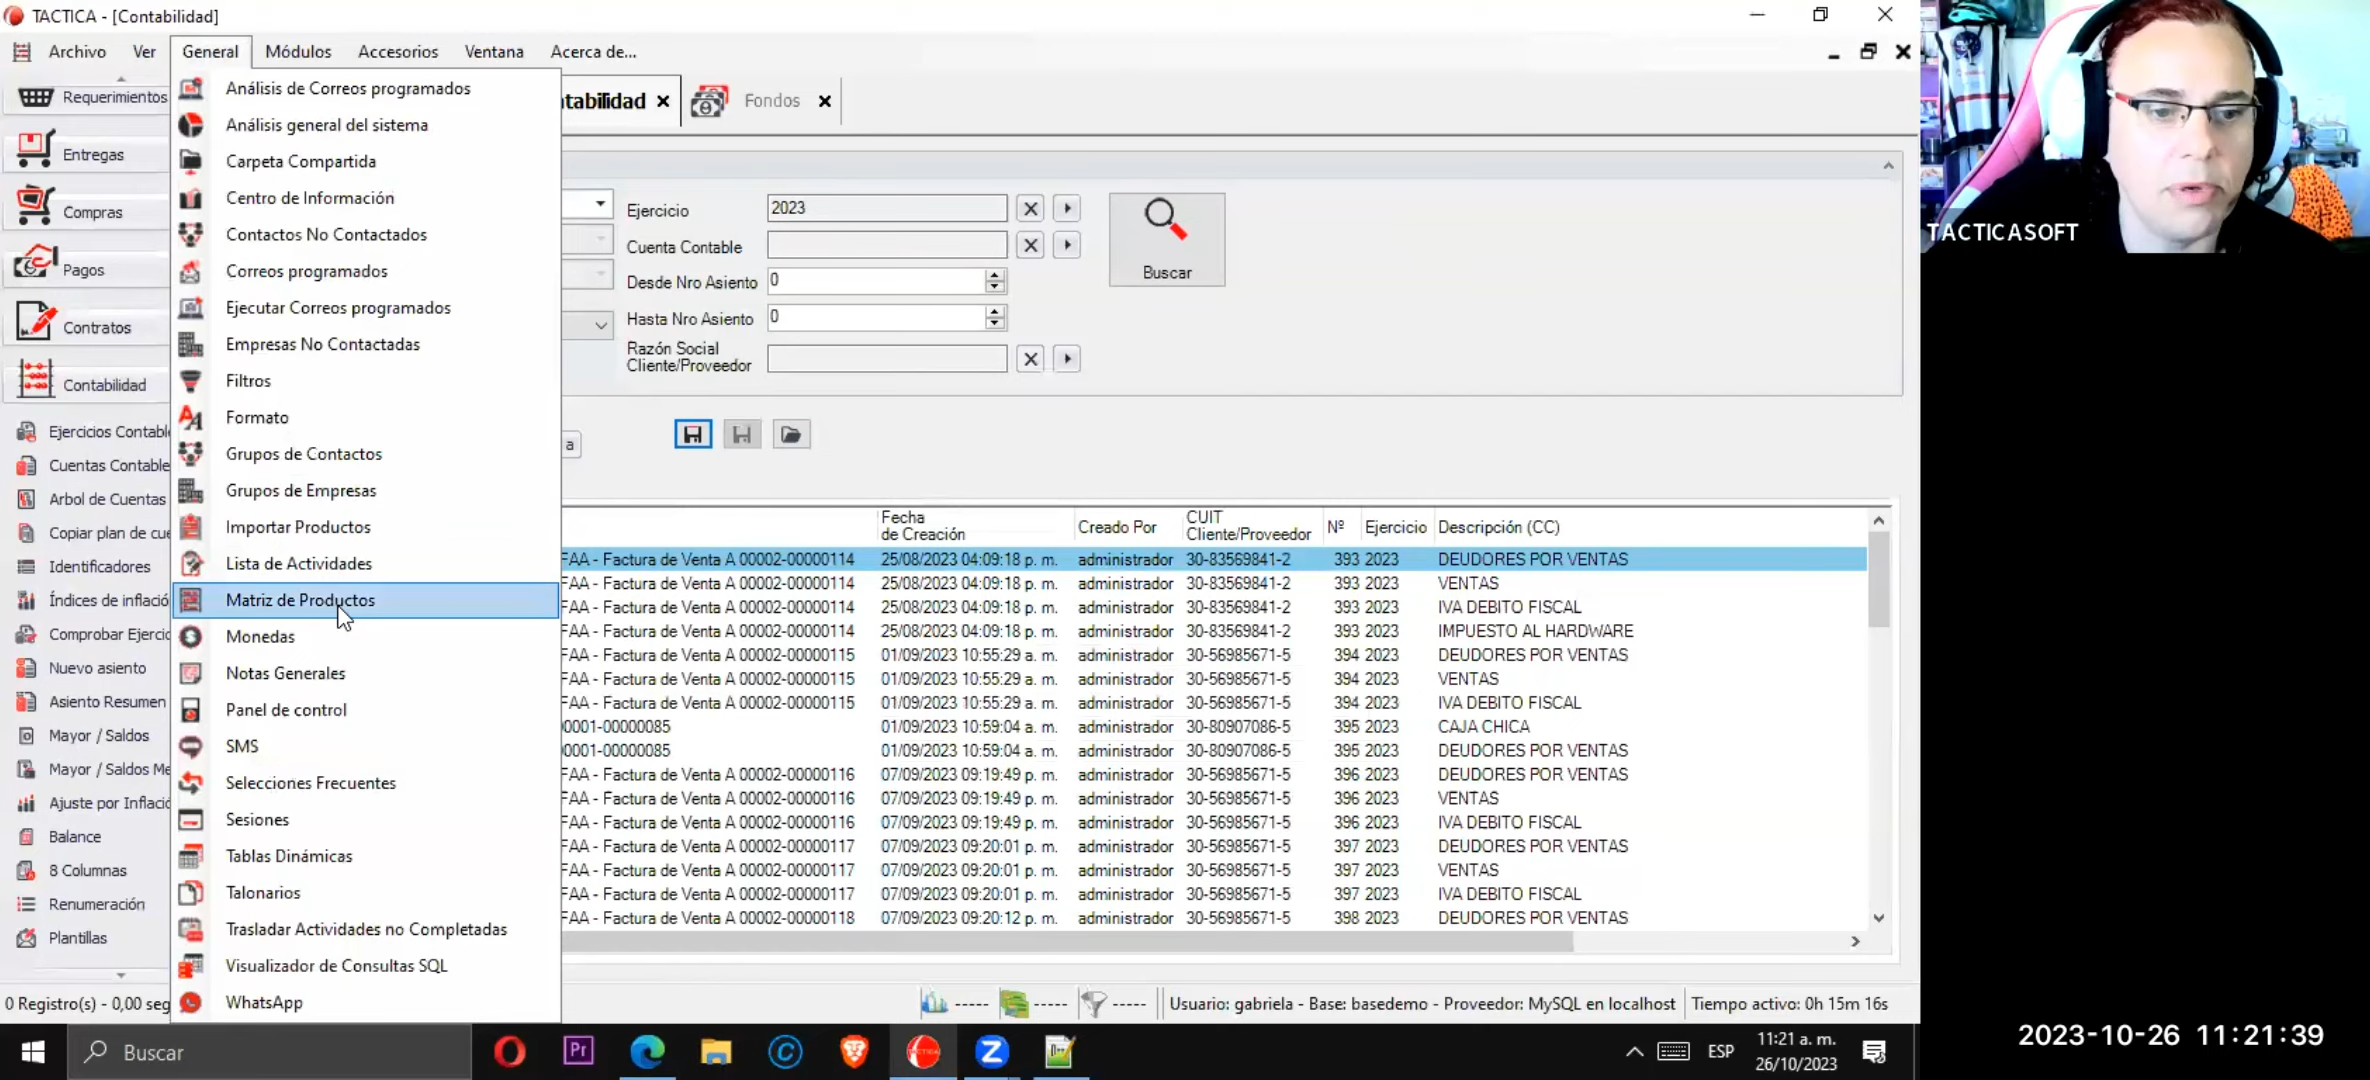 TACTICA - [Contabilidad]
Archivo Ver General Módulos Accesorios Ventana Acerca de...
Requerimientos
Entregas
Compras
Pagos
Contratos
Contabilidad
Ejercicios Contabl
Cuentas Contable
Arbol de Cuentas
Copiar plan de cue
Identificadores
Índices de inflació
Comprobar Ejercic
Nuevo asiento
Asiento Resumen
Mayor / Saldos
Mayor / Saldos Me
Ajuste por Inflació
Balance
8 Columnas
Renumeración
Plantillas
Análisis de Correos programados
Análisis general del sistema
Carpeta Compartida
Centro de Información
Contactos No Contactados
Correos programados
Ejecutar Correos programados
Empresas No Contactadas
Filtros
Formato
Grupos de Contactos
Grupos de Empresas
Importar Productos
Lista de Actividades
Matriz de Productos
Monedas
Notas Generales
Panel de control
SMS
Selecciones Frecuentes
Sesiones
Tablas Dinámicas
Talonarios
Trasladar Actividades no Completadas
Visualizador de Consultas SQL
WhatsApp
ntabilidad Fondos
Ejercicio 2023
Cuenta Contable
Desde Nro Asiento 0
Hasta Nro Asiento 0
Razón Social
Cliente/Proveedor
Buscar
a
Fecha de Creación Creado Por CUIT Cliente/Proveedor Nº Ejercicio Descripción (CC)
FAA - Factura de Venta A 00002-00000114 25/08/2023 04:09:18 p. m. administrador 30-83569841-2 393 2023 DEUDORES POR VENTAS
FAA - Factura de Venta A 00002-00000114 25/08/2023 04:09:18 p. m. administrador 30-83569841-2 393 2023 VENTAS
FAA - Factura de Venta A 00002-00000114 25/08/2023 04:09:18 p. m. administrador 30-83569841-2 393 2023 IVA DEBITO FISCAL
FAA - Factura de Venta A 00002-00000114 25/08/2023 04:09:18 p. m. administrador 30-83569841-2 393 2023 IMPUESTO AL HARDWARE
FAA - Factura de Venta A 00002-00000115 01/09/2023 10:55:29 a. m. administrador 30-56985671-5 394 2023 DEUDORES POR VENTAS
FAA - Factura de Venta A 00002-00000115 01/09/2023 10:55:29 a. m. administrador 30-56985671-5 394 2023 VENTAS
FAA - Factura de Venta A 00002-00000115 01/09/2023 10:55:29 a. m. administrador 30-56985671-5 394 2023 IVA DEBITO FISCAL
0001-00000085 01/09/2023 10:59:04 a. m. administrador 30-80907086-5 395 2023 CAJA CHICA
0001-00000085 01/09/2023 10:59:04 a. m. administrador 30-80907086-5 395 2023 DEUDORES POR VENTAS
FAA - Factura de Venta A 00002-00000116 07/09/2023 09:19:49 p. m. administrador 30-56985671-5 396 2023 DEUDORES POR VENTAS
FAA - Factura de Venta A 00002-00000116 07/09/2023 09:19:49 p. m. administrador 30-56985671-5 396 2023 VENTAS
FAA - Factura de Venta A 00002-00000116 07/09/2023 09:19:49 p. m. administrador 30-56985671-5 396 2023 IVA DEBITO FISCAL
FAA - Factura de Venta A 00002-00000117 07/09/2023 09:20:01 p. m. administrador 30-56985671-5 397 2023 DEUDORES POR VENTAS
FAA - Factura de Venta A 00002-00000117 07/09/2023 09:20:01 p. m. administrador 30-56985671-5 397 2023 VENTAS
FAA - Factura de Venta A 00002-00000117 07/09/2023 09:20:01 p. m. administrador 30-56985671-5 397 2023 IVA DEBITO FISCAL
FAA - Factura de Venta A 00002-00000118 07/09/2023 09:20:12 p. m. administrador 30-56985671-5 398 2023 DEUDORES POR VENTAS
0 Registro(s) - 0,00 seg ----- ----- ----- Usuario: gabriela - Base: basedemo - Proveedor: MySQL en localhost Tiempo activo: 0h 15m 16s
Buscar Pr TACTICA ESP 11:21 a. m.
26/10/2023
TACTICASOFT
2023-10-26 11:21:39